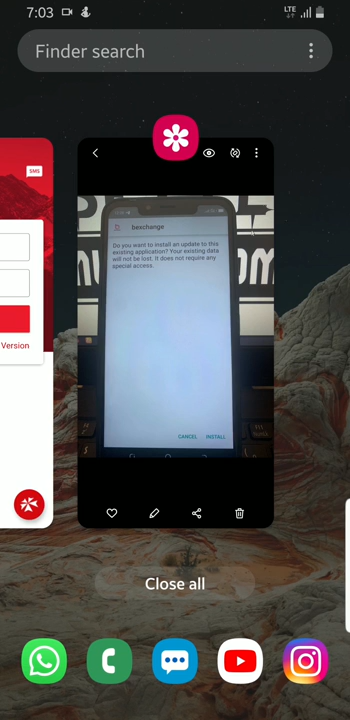 7:03
LTE
Finder search
SMS
bexchange
Do you want to install an update to this
existing application? Your existing data
will not be lost. It does not require any
special access.
Version
CANCEL INSTALL
Close all